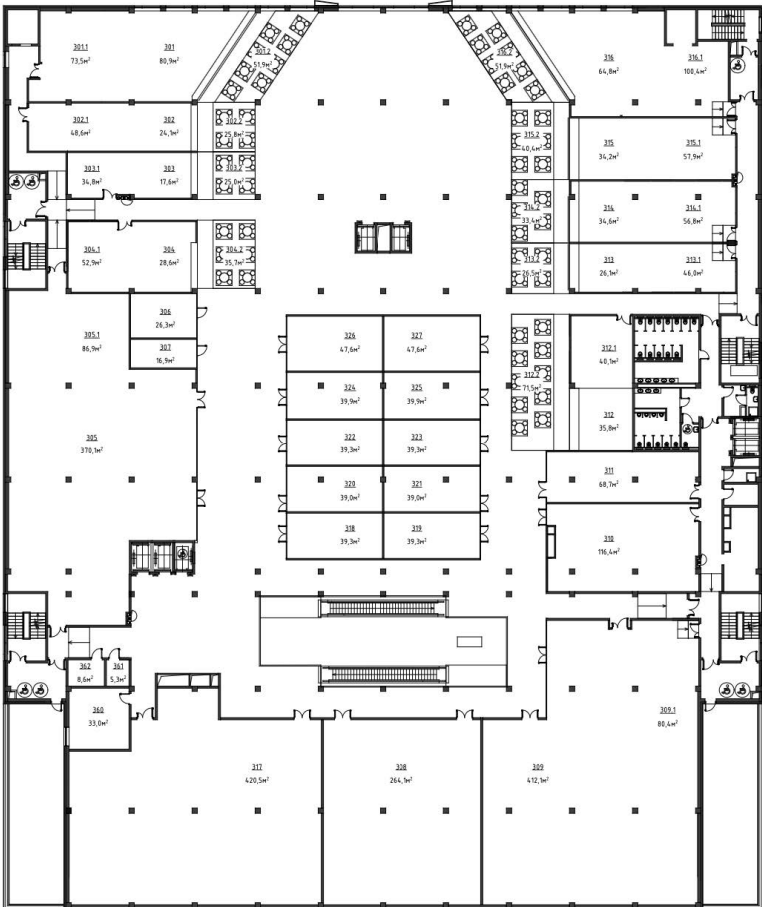 301.1
73,5м²
301
80,9м²
301.2
51,9м²
316.2
51,9м²
316
64,8м²
316.1
100,4м²
302.1
48,6м²
302
24,1м²
302.2
25,8м²
315.2
40,4м²
315
34,2м²
315.1
57,9м²
303.1
34,8м²
303
17,6м²
303.2
25,0м²
314.2
33,4м²
314
34,6м²
314.1
56,8м²
304.1
52,9м²
304
28,6м²
304.2
35,7м²
313.2
26,5м²
313
26,1м²
313.1
46,0м²
306
26,3м²
305.1
86,9м²
307
16,9м²
326
47,6м²
327
47,6м²
312.2
71,5м²
312.1
40,1м²
324
39,9м²
325
39,9м²
312
35,8м²
305
370,1м²
322
39,3м²
323
39,3м²
311
68,7м²
320
39,0м²
321
39,0м²
318
39,3м²
319
39,3м²
310
116,4м²
362
8,6м²
361
5,3м²
360
33,0м²
309.1
80,4м²
317
420,5м²
308
264,1м²
309
412,1м²